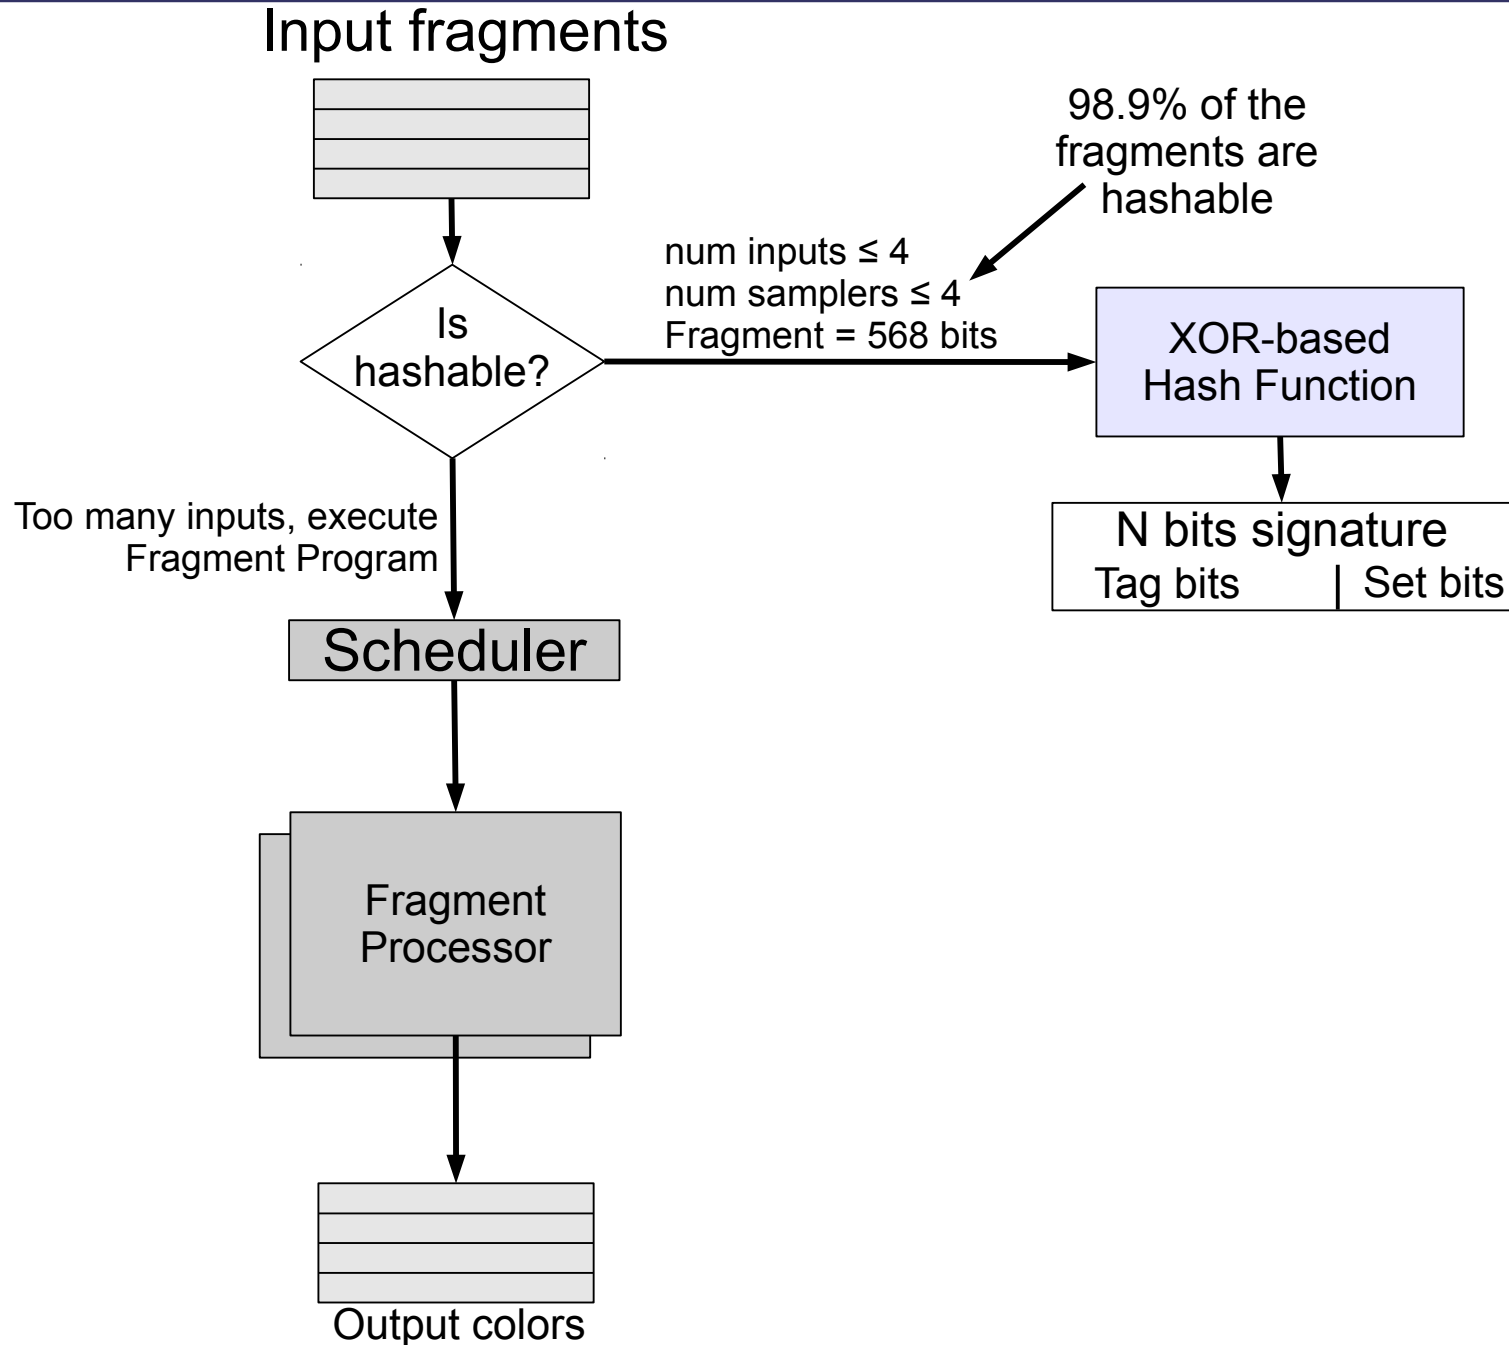 Input fragments
98.9% of the
fragments are
hashable
num inputs ≤ 4
num samplers ≤ 4
Fragment = 568 bits
Is
hashable?
XOR-based
Hash Function
Too many inputs, execute
Fragment Program
N bits signature
Tag bits | Set bits
Scheduler
Fragment
Processor
Output colors